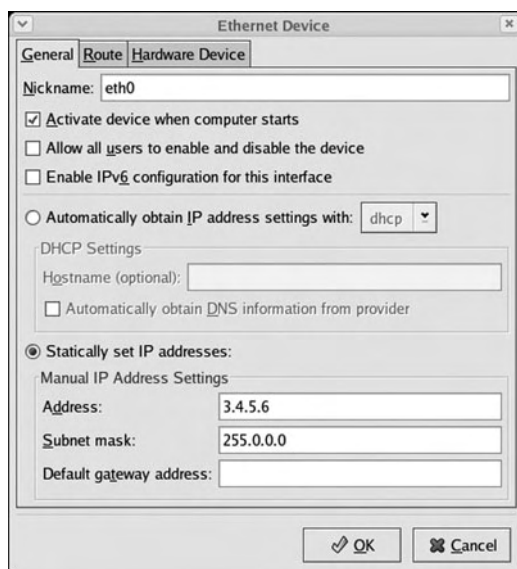 Ethernet Device
General Route Hardware Device
Nickname: eth0
Activate device when computer starts
Allow all users to enable and disable the device
Enable IPv6 configuration for this interface
Automatically obtain IP address settings with: dhcp
DHCP Settings
Hostname (optional):
Automatically obtain DNS information from provider
Statically set IP addresses:
Manual IP Address Settings
Address: 3.4.5.6
Subnet mask: 255.0.0.0
Default gateway address:
OK Cancel